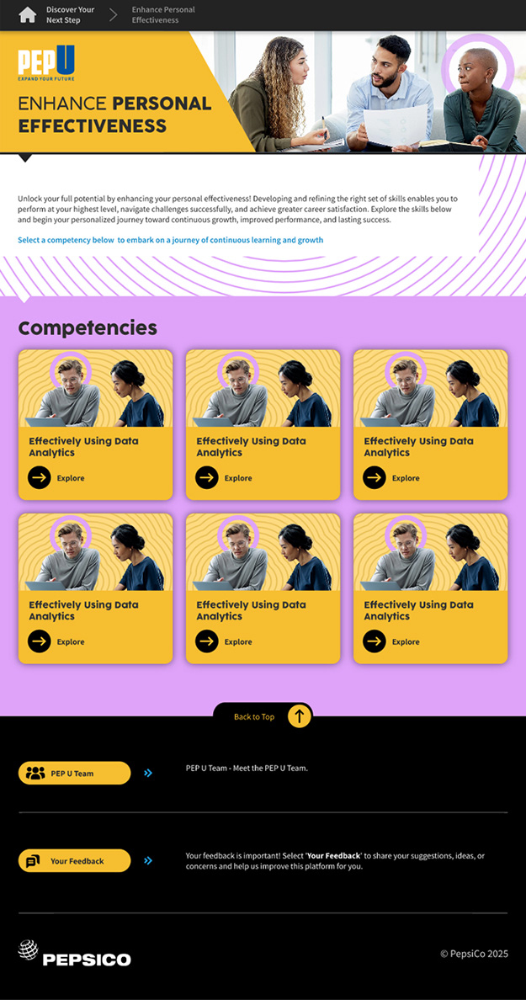 Discover Your
Next Step
Enhance Personal
Effectiveness
PEPU
EXPAND YOUR FUTURE
ENHANCE PERSONAL
EFFECTIVENESS
Unlock your full potential by enhancing your personal effectiveness! Developing and refining the right set of skills enables you to
perform at your highest level, navigate challenges successfully, and achieve greater career satisfaction. Explore the skills below
and begin your personalized journey toward continuous growth, improved performance, and lasting success.
Select a competency below to embark on a journey of continuous learning and growth
Competencies
Effectively Using Data
Analytics
Explore
Effectively Using Data
Analytics
Explore
Effectively Using Data
Analytics
Explore
Effectively Using Data
Analytics
Explore
Effectively Using Data
Analytics
Explore
Effectively Using Data
Analytics
Explore
Back to Top
PEP U Team
PEP U Team - Meet the PEP U Team.
Your Feedback
Your feedback is important! Select 'Your Feedback' to share your suggestions, ideas, or
concerns and help us improve this platform for you.
PEPSICO
© PepsiCo 2025